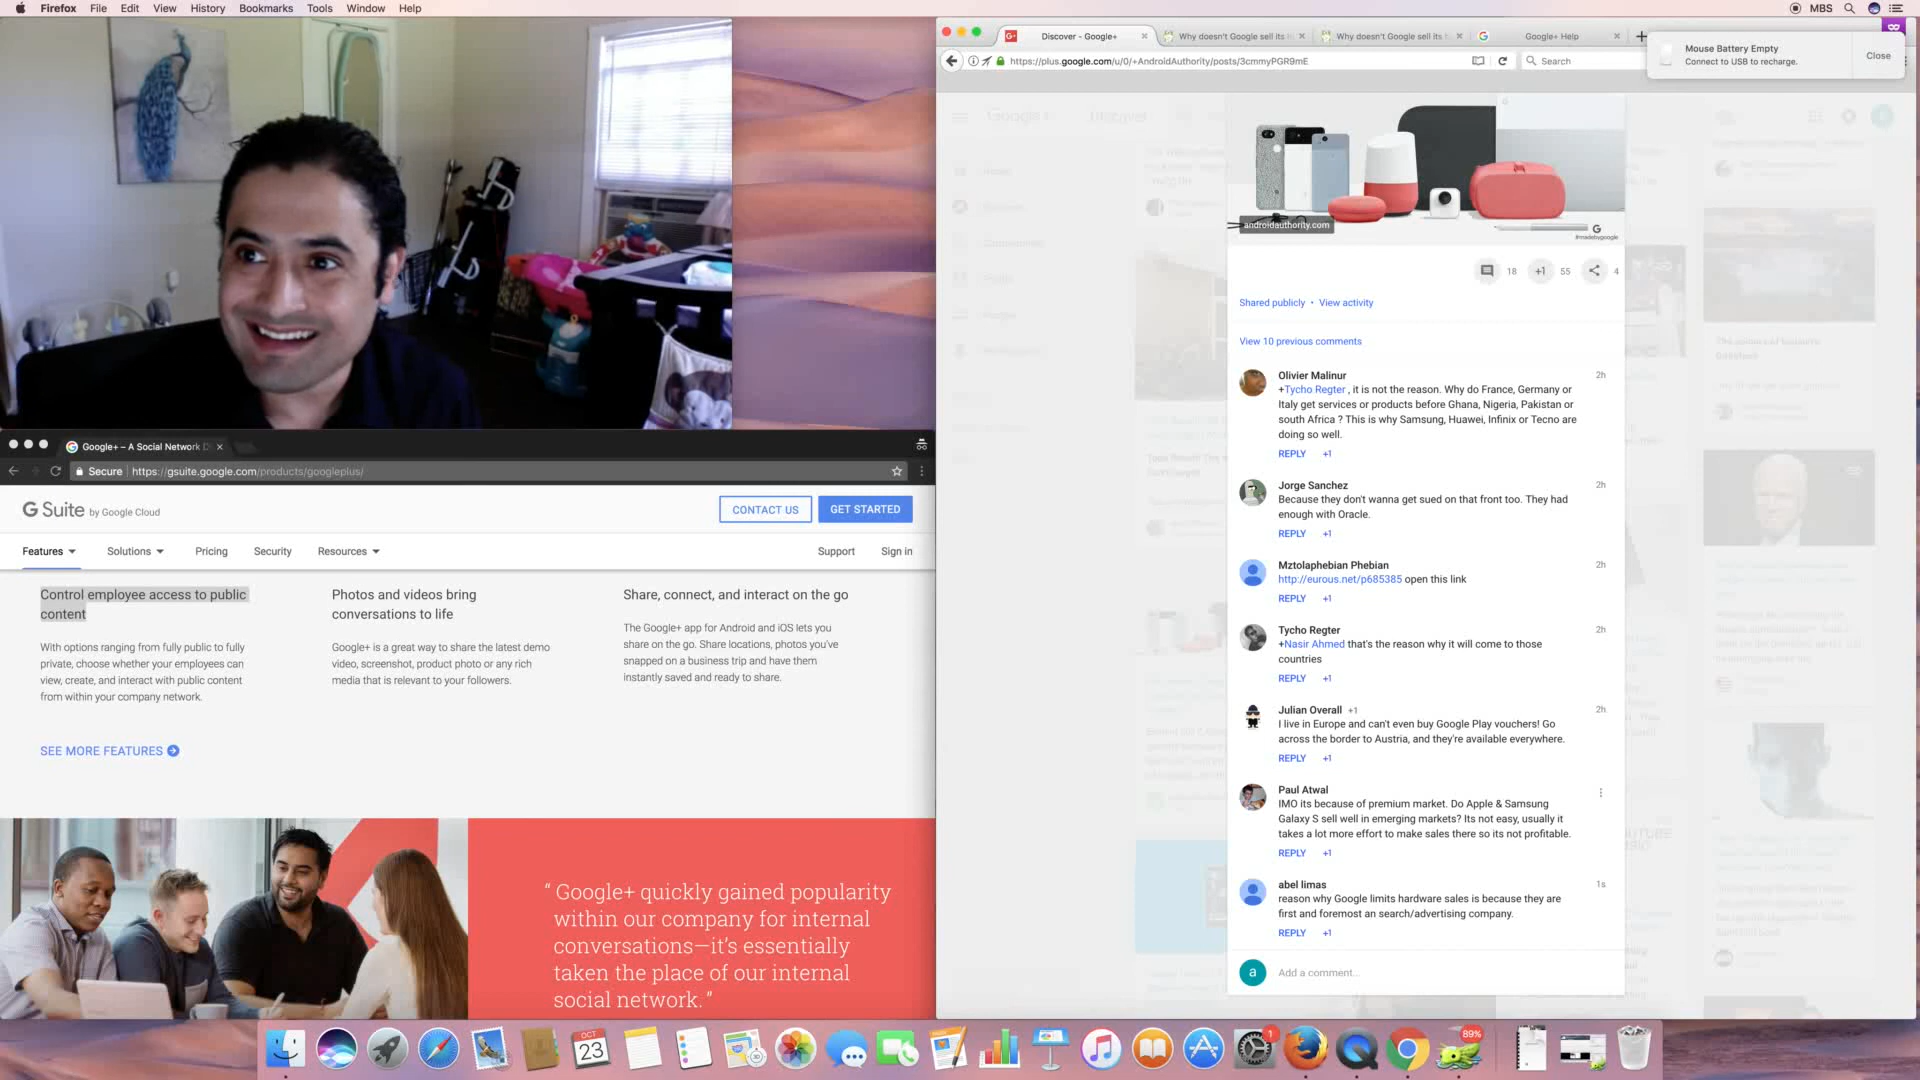 Firefox File Edit View History Bookmarks Tools Window Help
MBS
Discover - Google+
Why doesn't Google sell its
Why doesn't Google sell its
Google+ Help
https://plus.google.com/u/0/+AndroidAuthority/posts/3cmmyPGR9mE
Search
Mouse Battery Empty
Connect to USB to recharge.
Close
androidauthority.com
G
#madebygoogle
18 +1 55 4
Shared publicly • View activity
View 10 previous comments
Olivier Malinur 2h
+Tycho Regter , it is not the reason. Why do France, Germany or
Italy get services or products before Ghana, Nigeria, Pakistan or
south Africa ? This is why Samsung, Huawei, Infinix or Tecno are
doing so well.
REPLY +1
Jorge Sanchez 2h
Because they don't wanna get sued on that front too. They had
enough with Oracle.
REPLY +1
Mztolaphebian Phebian 2h
http://eurous.net/p685385 open this link
REPLY +1
Tycho Regter 2h
+Nasir Ahmed that's the reason why it will come to those
countries
REPLY +1
Julian Overall +1 2h
I live in Europe and can't even buy Google Play vouchers! Go
across the border to Austria, and they're available everywhere.
REPLY +1
Paul Atwal
IMO its because of premium market. Do Apple & Samsung
Galaxy S sell well in emerging markets? Its not easy, usually it
takes a lot more effort to make sales there so its not profitable.
REPLY +1
abel limas 1s
reason why Google limits hardware sales is because they are
first and foremost an search/advertising company.
REPLY +1
a Add a comment...
Google+ – A Social Network
Secure https://gsuite.google.com/products/googleplus/
G Suite by Google Cloud
CONTACT US GET STARTED
Features Solutions Pricing Security Resources Support Sign in
Control employee access to public
content
With options ranging from fully public to fully
private, choose whether your employees can
view, create, and interact with public content
from within your company network.
Photos and videos bring
conversations to life
Google+ is a great way to share the latest demo
video, screenshot, product photo or any rich
media that is relevant to your followers.
Share, connect, and interact on the go
The Google+ app for Android and iOS lets you
share on the go. Share locations, photos you've
snapped on a business trip and have them
instantly saved and ready to share.
SEE MORE FEATURES
“ Google+ quickly gained popularity
within our company for internal
conversations—it's essentially
taken the place of our internal
social network. ”
OCT
23
1
89%